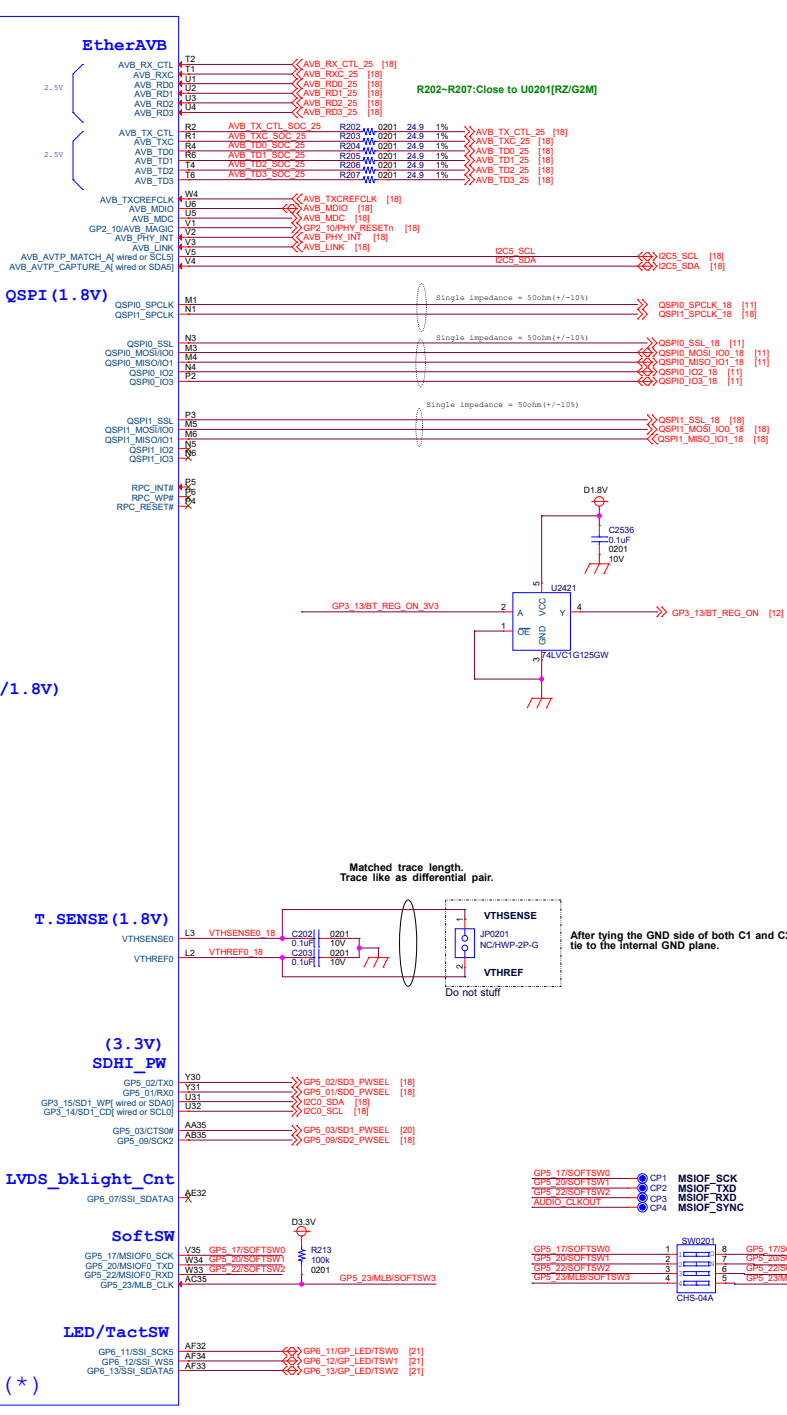 EtherAVB
AVB_RX_CTL T2 AVB_RX_CTL_25 [18]
AVB_RXC T1 AVB_RXC_25 [18]
AVB_RD0 U1 AVB_RD0_25 [18]
AVB_RD1 U2 AVB_RD1_25 [18]
AVB_RD2 U3 AVB_RD2_25 [18]
AVB_RD3 U4 AVB_RD3_25 [18]
2.5V
R202~R207:Close to U0201[RZ/G2M]
AVB_TX_CTL R2 AVB_TX_CTL_SOC_25 R202 0201 24.9 1% AVB_TX_CTL_25 [18]
AVB_TXC R1 AVB_TXC_SOC_25 R203 0201 24.9 1% AVB_TXC_25 [18]
AVB_TD0 R4 AVB_TD0_SOC_25 R204 0201 24.9 1% AVB_TD0_25 [18]
AVB_TD1 R6 AVB_TD1_SOC_25 R205 0201 24.9 1% AVB_TD1_25 [18]
AVB_TD2 T4 AVB_TD2_SOC_25 R206 0201 24.9 1% AVB_TD2_25 [18]
AVB_TD3 T6 AVB_TD3_SOC_25 R207 0201 24.9 1% AVB_TD3_25 [18]
2.5V
AVB_TXCREFCLK W4 AVB_TXCREFCLK [18]
AVB_MDIO U6 AVB_MDIO [18]
AVB_MDC U5 AVB_MDC [18]
GP2_10/AVB_MAGIC V1 GP2_10/PHY_RESETn [18]
AVB_PHY_INT V2 AVB_PHY_INT [18]
AVB_LINK V3 AVB_LINK [18]
AVB_AVTP_MATCH_A[ wired or SCL5] V5 I2C5_SCL I2C5_SCL [18]
AVB_AVTP_CAPTURE_A[ wired or SDA5] V4 I2C5_SDA I2C5_SDA [18]
QSPI(1.8V)
Single impedance = 50ohm(+/-10%)
QSPI0_SPCLK M1 QSPI0_SPCLK_18 [11]
QSPI1_SPCLK N1 QSPI1_SPCLK_18 [18]
Single impedance = 50ohm(+/-10%)
QSPI0_SSL N3 QSPI0_SSL_18 [11]
QSPI0_MOSI/IO0 M3 QSPI0_MOSI_IO0_18 [11]
QSPI0_MISO/IO1 M4 QSPI0_MISO_IO1_18 [11]
QSPI0_IO2 N4 QSPI0_IO2_18 [11]
QSPI0_IO3 P2 QSPI0_IO3_18 [11]
Single impedance = 50ohm(+/-10%)
QSPI1_SSL P3 QSPI1_SSL_18 [18]
QSPI1_MOSI/IO0 M5 QSPI1_MOSI_IO0_18 [18]
QSPI1_MISO/IO1 M6 QSPI1_MISO_IO1_18 [18]
QSPI1_IO2 N5
QSPI1_IO3 N6
RPC_INT# P5
RPC_WP# P6
RPC_RESET# P4
D1.8V
C2536
0.1uF
0201
10V
U2421
5 VCC
GP3_13/BT_REG_ON_3V3 2 A Y 4 GP3_13/BT_REG_ON [12]
1 OE
GND 3
74LVC1G125GW
/1.8V)
Matched trace length.
Trace like as differential pair.
T.SENSE(1.8V)
VTHSENSE0 L3 VTHSENSE0_18 C202 0201
0.1uF 10V
VTHREF0 L2 VTHREF0_18 C203 0201
0.1uF 10V
1 VTHSENSE
JP0201
NC/HWP-2P-G
2 VTHREF
Do not stuff
After tying the GND side of both C1 and C2
tie to the internal GND plane.
(3.3V)
SDHI_PW
GP5_02/TX0 Y30 GP5_02/SD3_PWSEL [18]
GP5_01/RX0 Y31 GP5_01/SD0_PWSEL [18]
GP3_15/SD1_WP[ wired or SDA0] U31 I2C0_SDA [18]
GP3_14/SD1_CD[ wired or SCL0] U32 I2C0_SCL [18]
GP5_03/CTS0# AA35 GP5_03/SD1_PWSEL [20]
GP5_09/SCK2 AB35 GP5_09/SD2_PWSEL [18]
LVDS_bklight_Cnt
GP6_07/SSI_SDATA3 AE32
GP5_17/SOFTSW0 CP1 MSIOF_SCK
GP5_20/SOFTSW1 CP2 MSIOF_TXD
GP5_22/SOFTSW2 CP3 MSIOF_RXD
AUDIO_CLKOUT CP4 MSIOF_SYNC
SoftSW
D3.3V
R213
100k
0201
GP5_17/MSIOF0_SCK V35 GP5_17/SOFTSW0
GP5_20/MSIOF0_TXD W34 GP5_20/SOFTSW1
GP5_22/MSIOF0_RXD W33 GP5_22/SOFTSW2
GP5_23/MLB_CLK AC35 GP5_23/MLB/SOFTSW3
SW0201
GP5_17/SOFTSW0 1 8 GP5_17/S
GP5_20/SOFTSW1 2 7 GP5_20/S
GP5_22/SOFTSW2 3 6 GP5_22/S
GP5_23/MLB/SOFTSW3 4 5 GP5_23/M
CHS-04A
LED/TactSW
GP6_11/SSI_SCK5 AF32 GP6_11/GP_LED/TSW0 [21]
GP6_12/SSI_WS5 AF34 GP6_12/GP_LED/TSW1 [21]
GP6_13/SSI_SDATA5 AF33 GP6_13/GP_LED/TSW2 [21]
(*)